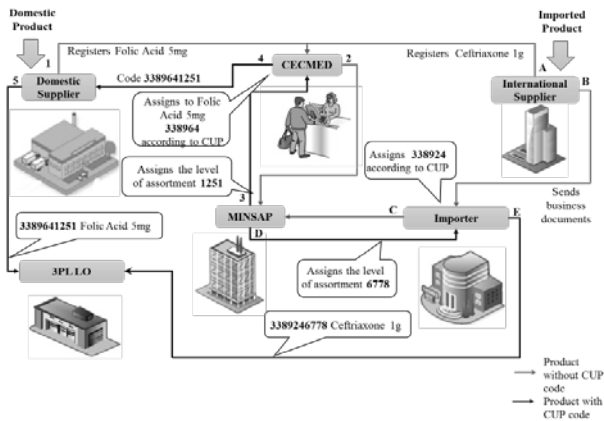 Domestic
Product
Imported
Product
1
Registers Folic Acid 5mg
4
CECMED
2
Registers Ceftriaxone 1g
A
5
Domestic
Supplier
Code 3389641251
International
Supplier
B
Assigns to Folic
Acid 5mg
338964
according to CUP
Assigns 338924
according to CUP
Assigns the level
of assortment 1251
3
Sends
business
documents
MINSAP
C
Importer
E
D
3389641251 Folic Acid 5mg
Assigns the level
of assortment 6778
3PL LO
3389246778 Ceftriaxone 1g
Product
without CUP
code
Product with
CUP code